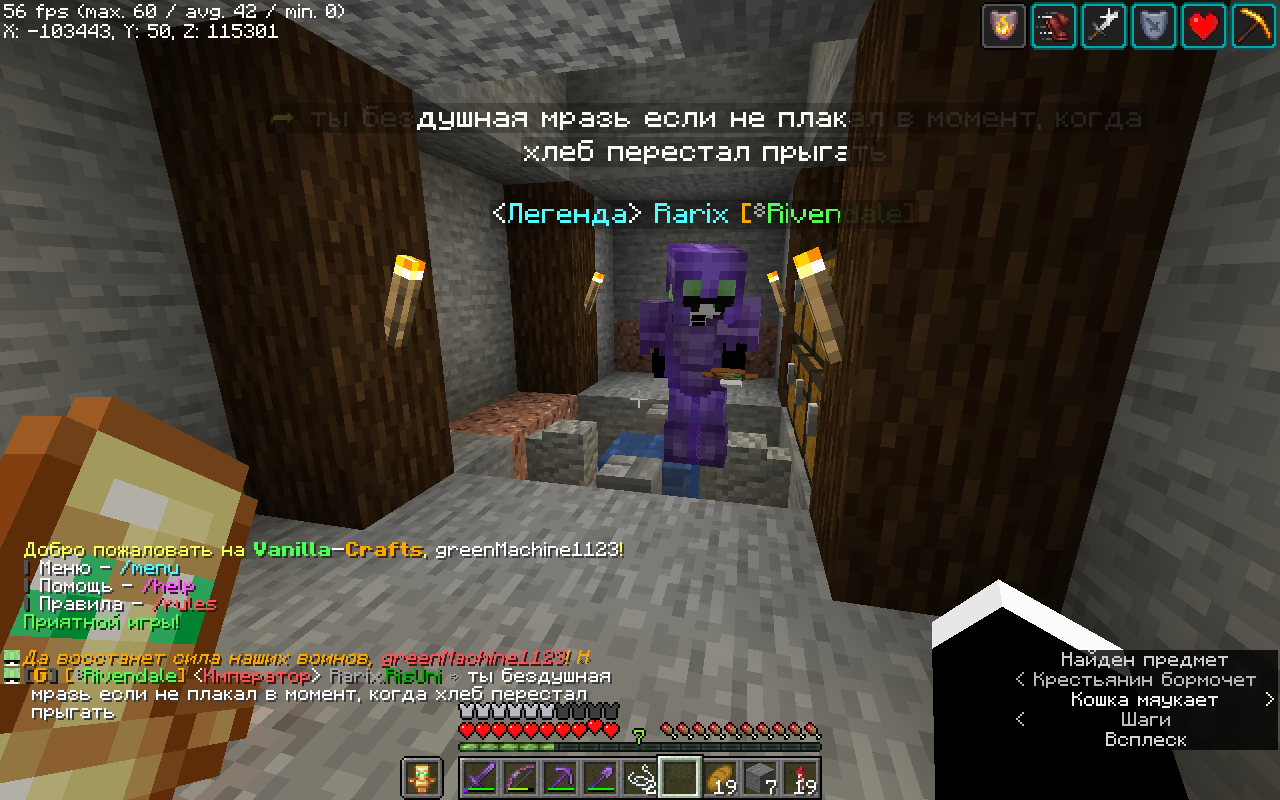 56 fps (max. 60 / avg. 42 / min. 0)
X: -103443, Y: 50, Z: 115301
ты бездушная мразь если не плакал в момент, когда
хлеб перестал прыгать
<Легенда> Rarix [Rivendale]
Добро пожаловать на Vanilla-Crafts, greenMachine1123!
| Меню - /menu
| Помощь - /help
| Правила - /rules
Приятной игры!
Да восстанет сила наших воинов, greenMachine1123! H
[G] [Rivendale] <Император> Rarix.RisUni ➾ ты бездушная
мразь если не плакал в момент, когда хлеб перестал
прыгать
Найден предмет
< Крестьянин бормочет
Кошка мяукает >
< Шаги
Всплеск
7
2
19
7
19